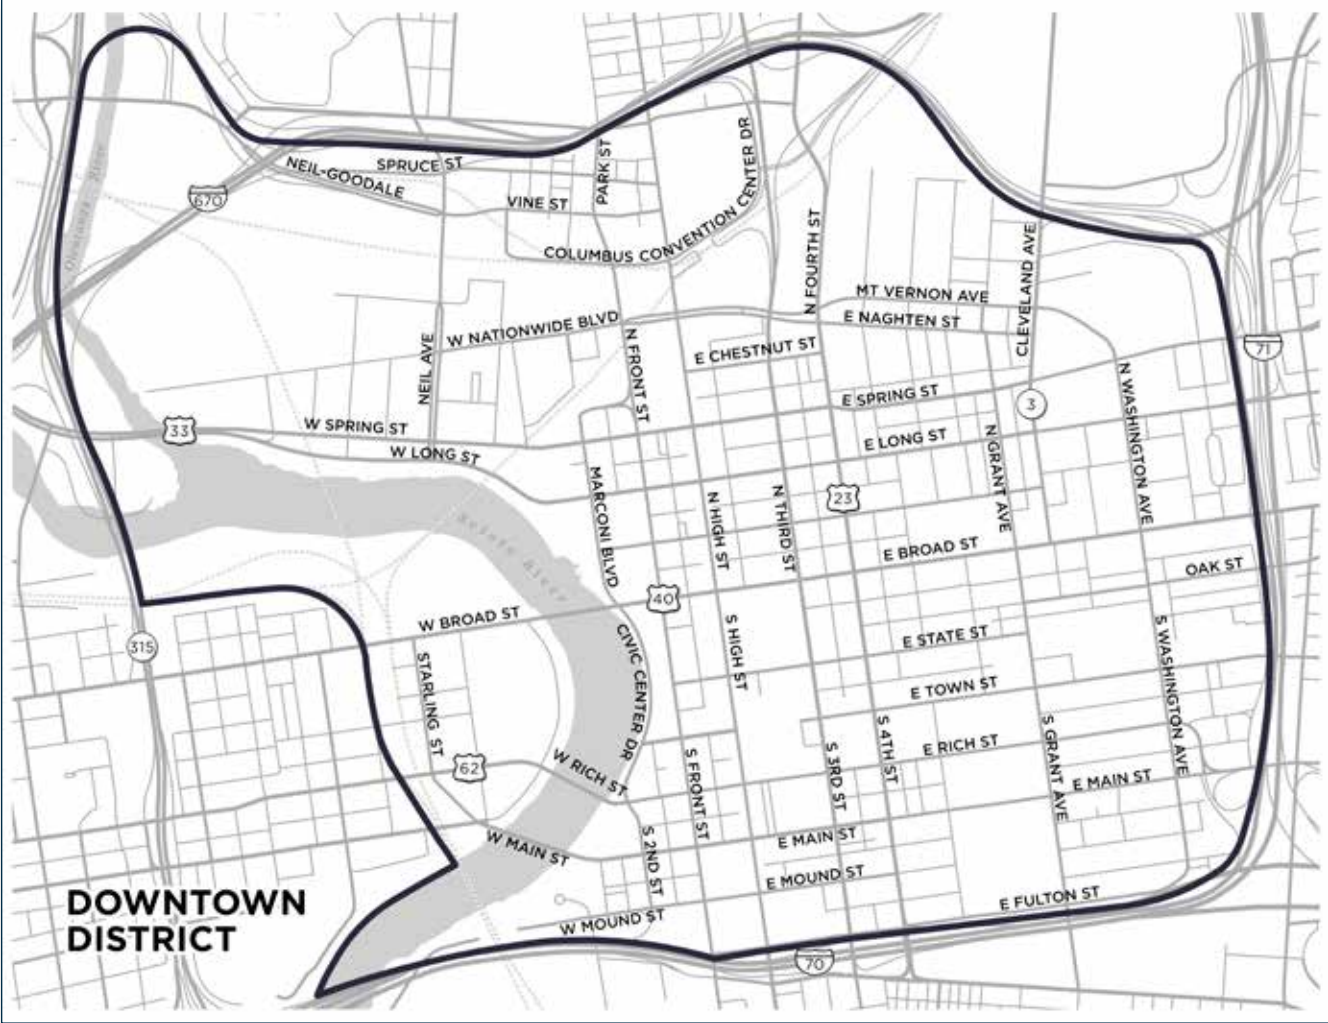 SPRUCE ST
NEIL-GOODALE
PARK ST
VINE ST
COLUMBUS CONVENTION CENTER DR
670
Olentangy River
N FOURTH ST
CLEVELAND AVE
MT VERNON AVE
E NAGHTEN ST
W NATIONWIDE BLVD
NEIL AVE
N FRONT ST
E CHESTNUT ST
71
E SPRING ST
3
N WASHINGTON AVE
33
W SPRING ST
W LONG ST
E LONG ST
N GRANT AVE
MARCONI BLVD
N HIGH ST
N THIRD ST
23
Scioto River
E BROAD ST
OAK ST
40
W BROAD ST
315
CIVIC CENTER DR
S HIGH ST
E STATE ST
S WASHINGTON AVE
STARLING ST
E TOWN ST
62
W RICH ST
S FRONT ST
S 3RD ST
S 4TH ST
E RICH ST
S GRANT AVE
E MAIN ST
W MAIN ST
S 2ND ST
E MAIN ST
E MOUND ST
DOWNTOWN
DISTRICT
W MOUND ST
E FULTON ST
70